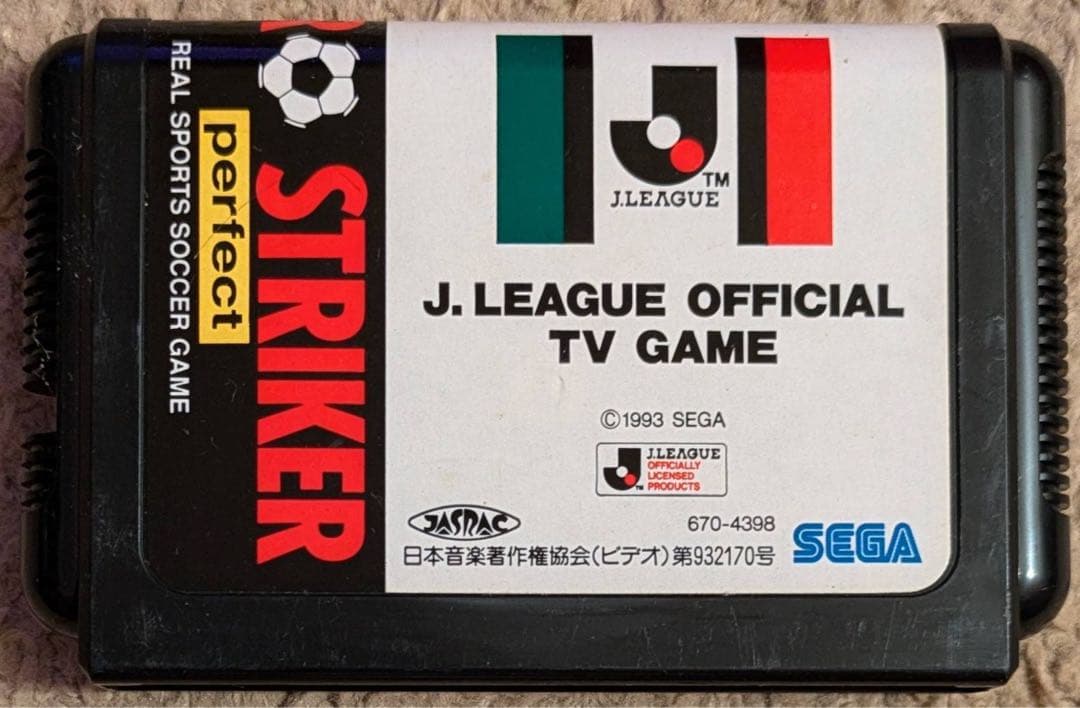 STRIKER
perfect
REAL SPORTS SOCCER GAME
TM
J.LEAGUE
J. LEAGUE OFFICIAL
TV GAME
©1993 SEGA
J.LEAGUE
OFFICIALLY
LICENSED
PRODUCTS
TM
JASRAC
670-4398
日本音楽著作権協会(ビデオ)第932170号
SEGA